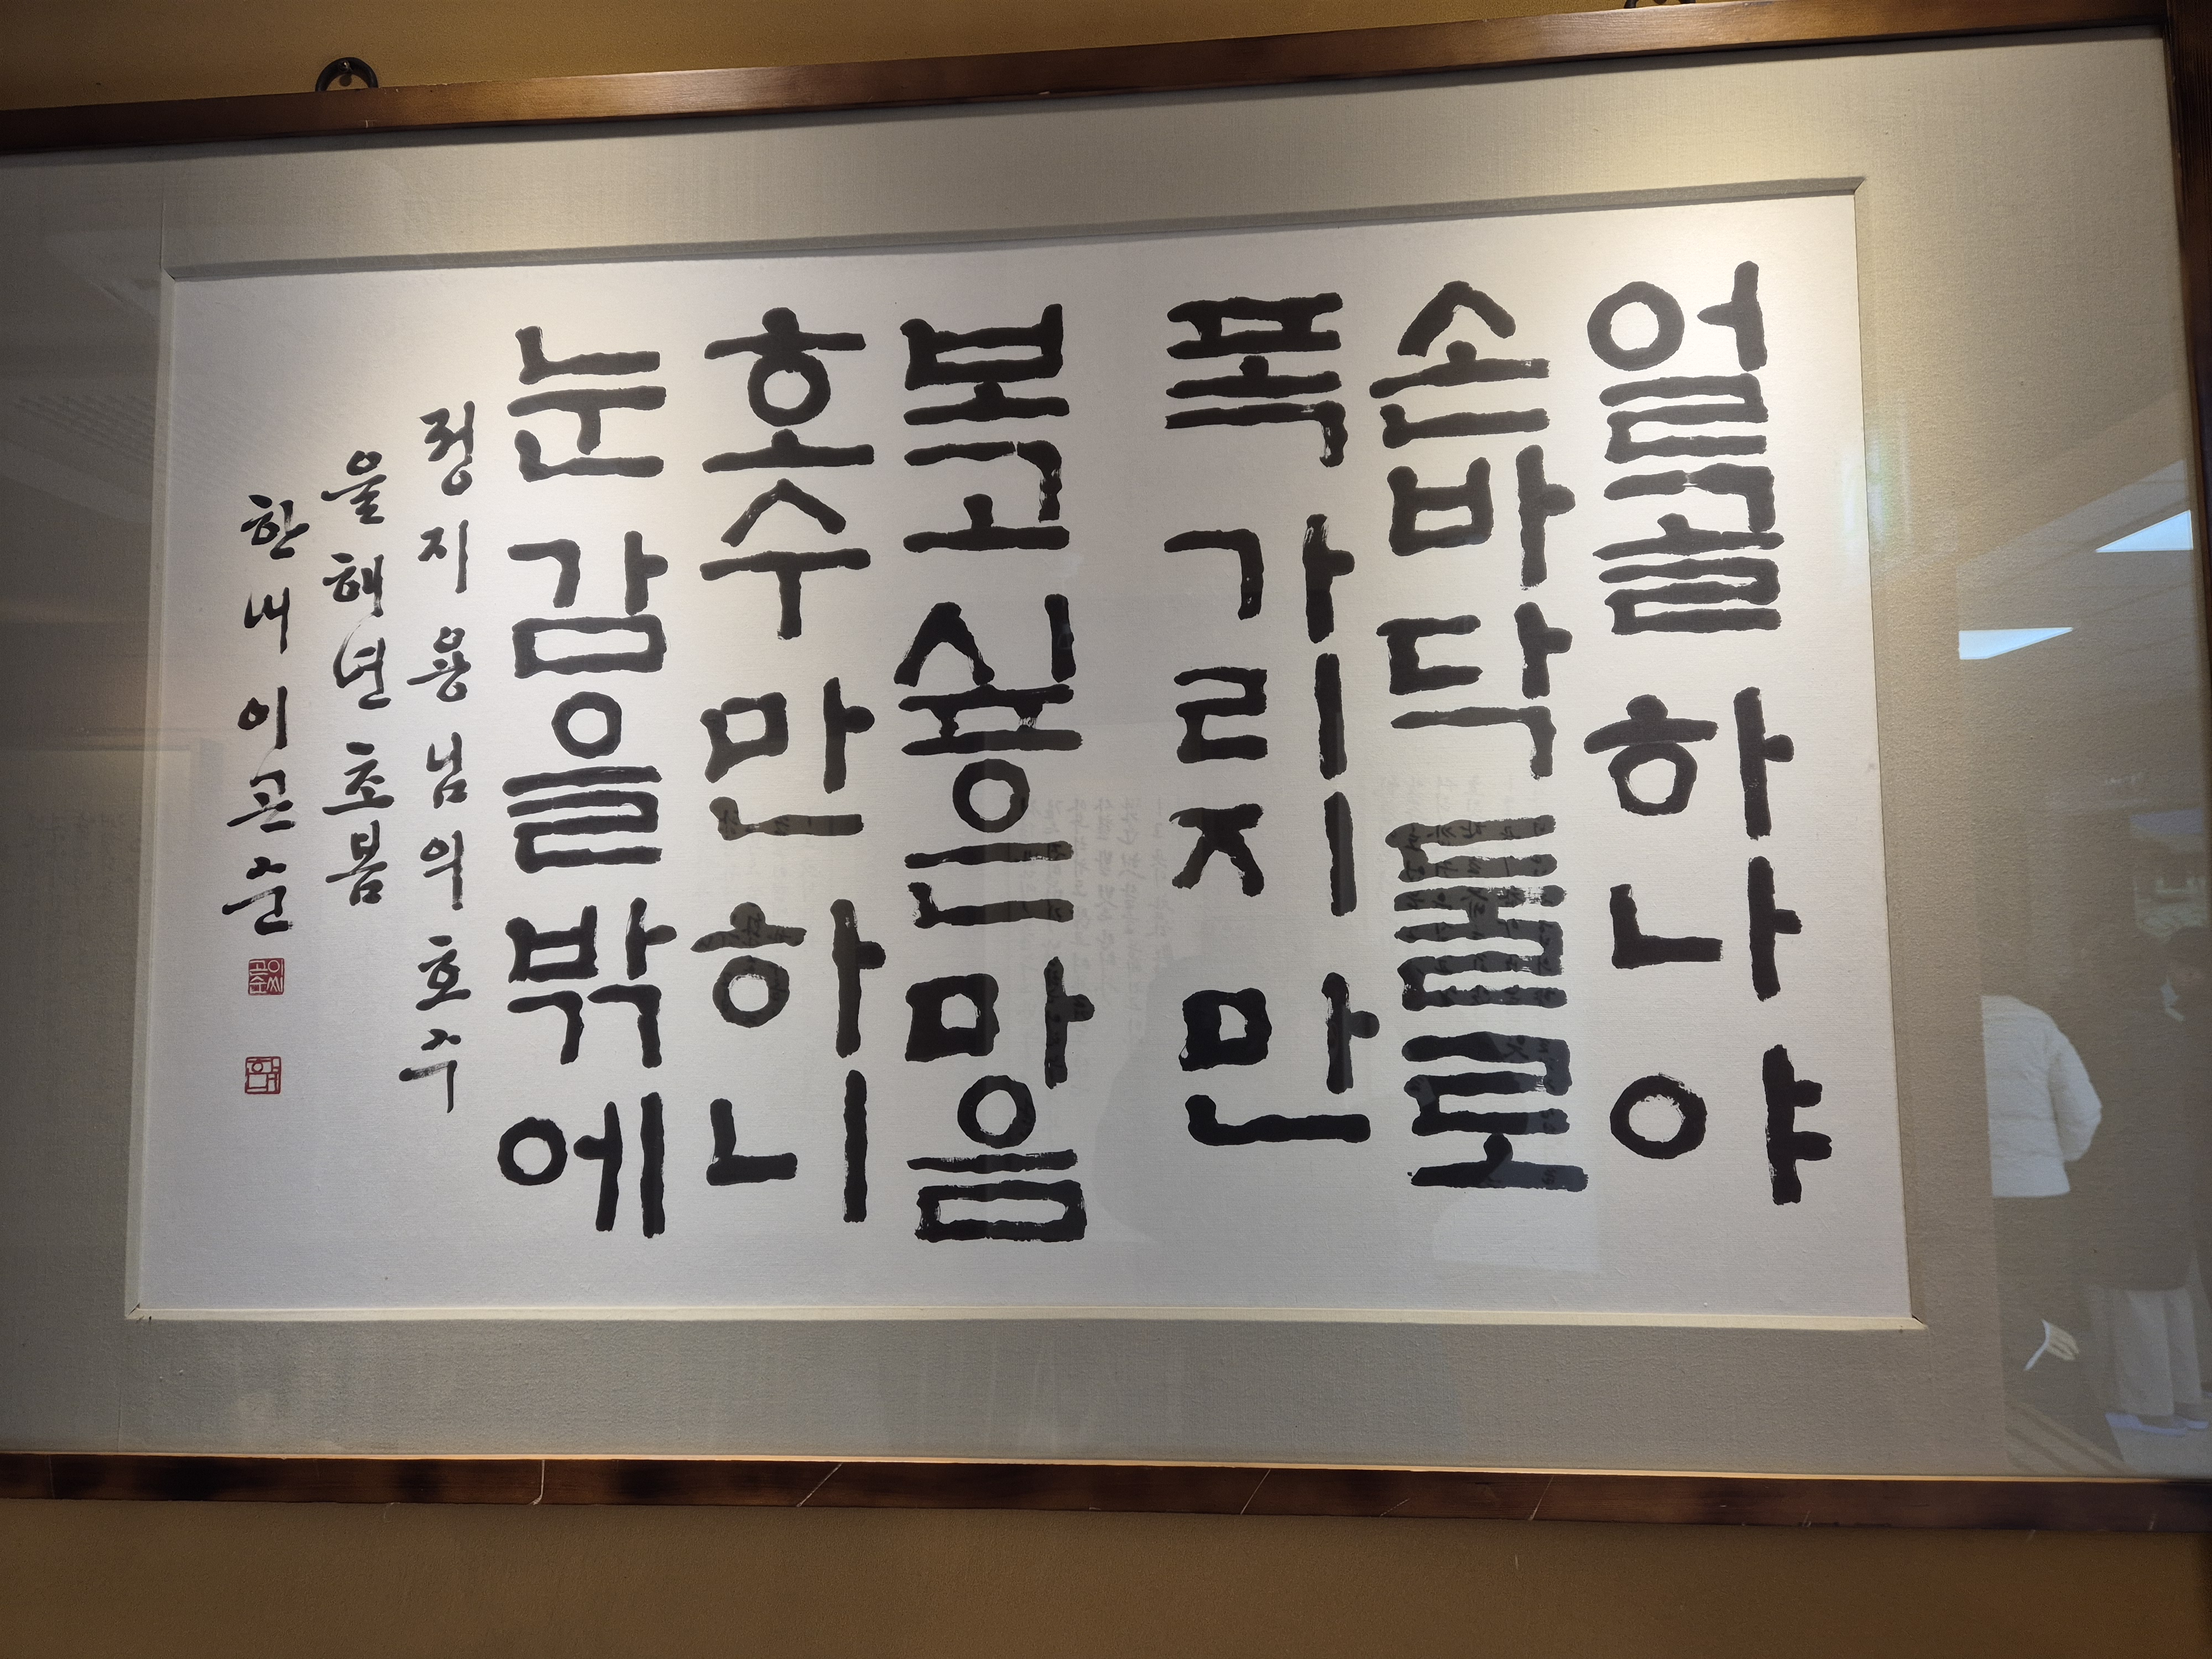 얼골 하나야
손바닥 둘로
폭 가리지만
보고 싶은 마음
호수만 하니
눈 감을 밖에
정지용님의 호수
을해년 초봄
한내 이곤순